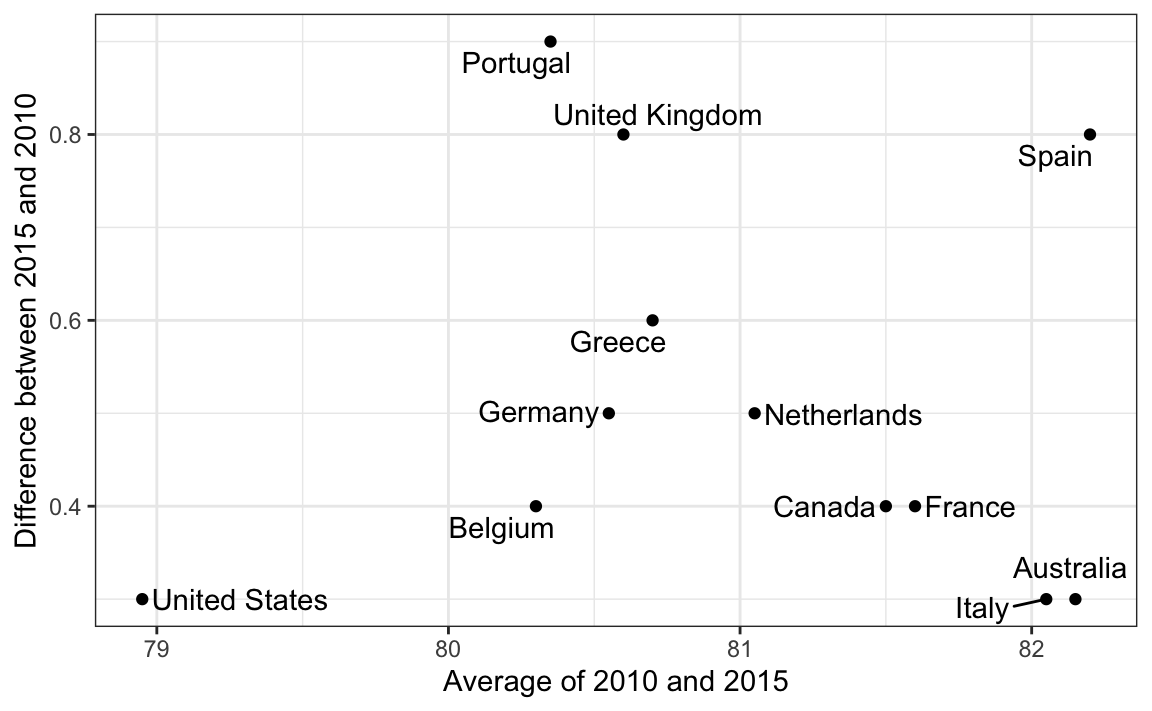 Difference between 2015 and 2010
0.8
0.6
0.4
Portugal
United Kingdom
Spain
Greece
Germany
Netherlands
Belgium
Canada
France
Australia
United States
Italy
79
80
81
82
Average of 2010 and 2015